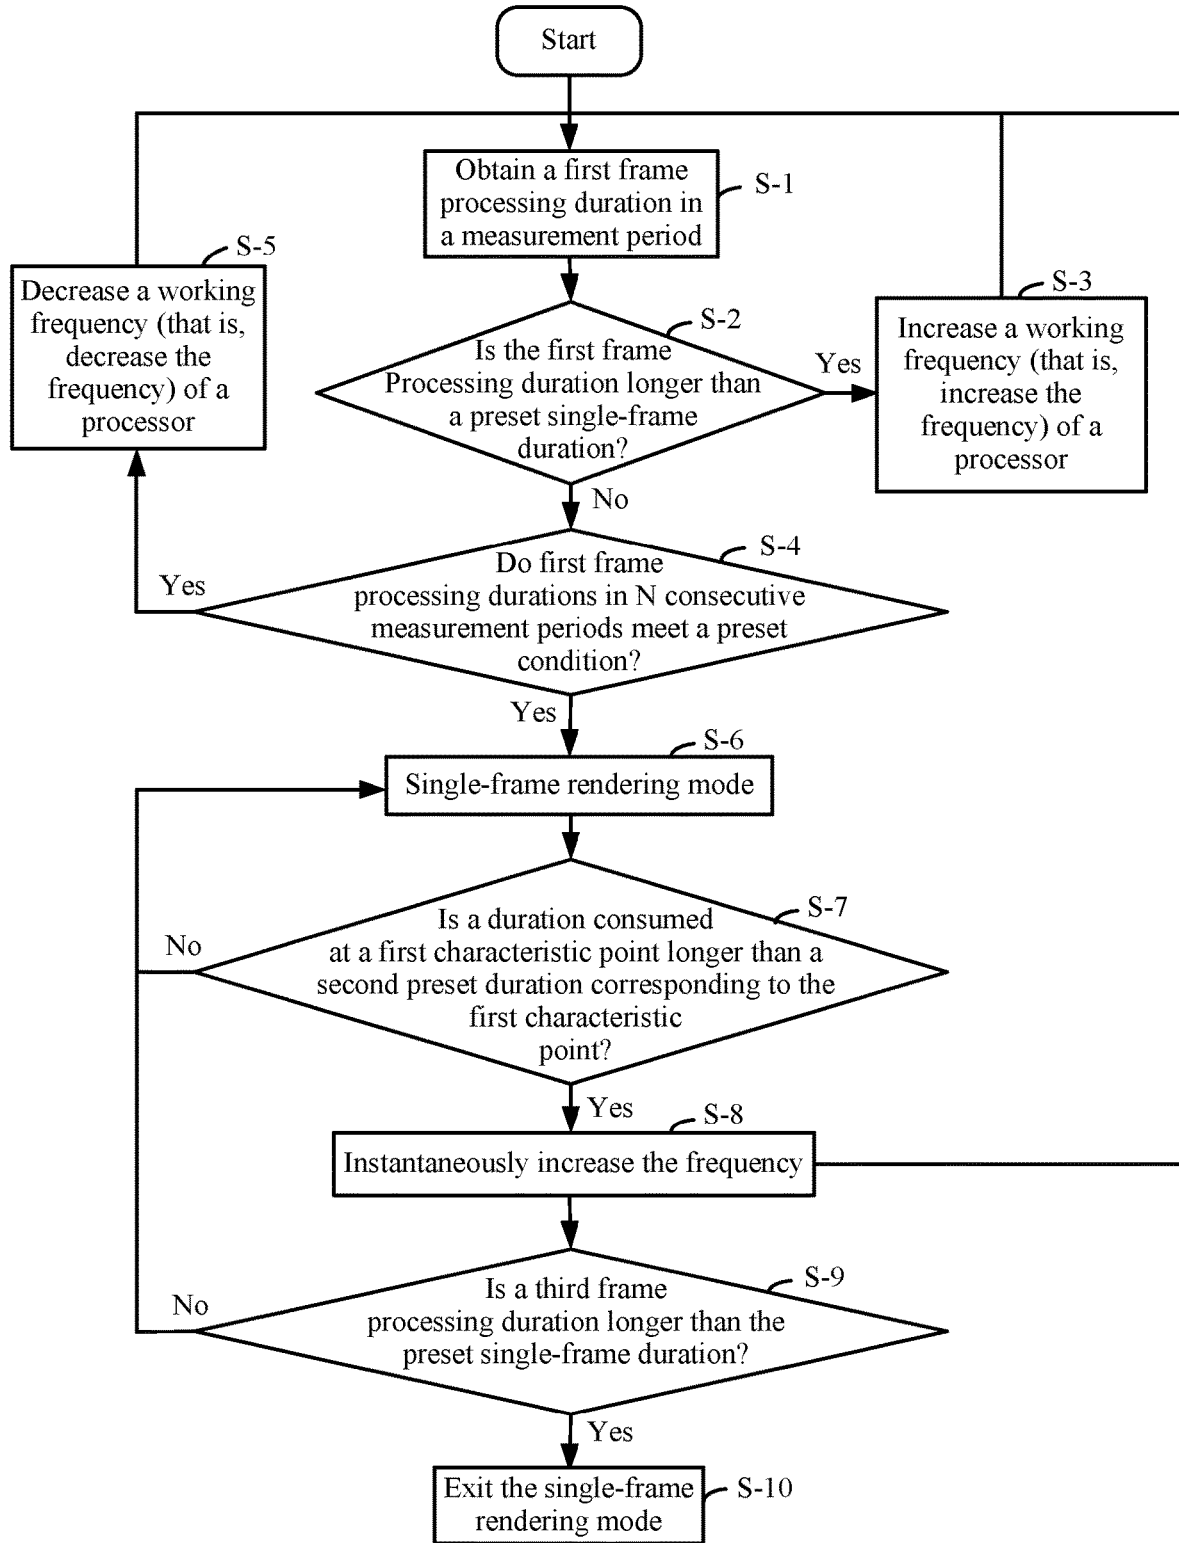 Start
Obtain a first frame
processing duration in
a measurement period
S-1
S-5
Decrease a working
frequency (that is,
decrease the
frequency) of a
processor
S-2
Is the first frame
Processing duration longer than
a preset single-frame
duration?
Yes
S-3
Increase a working
frequency (that is,
increase the
frequency) of a
processor
No
S-4
Do first frame
processing durations in N consecutive
measurement periods meet a preset
condition?
Yes
Yes
S-6
Single-frame rendering mode
S-7
Is a duration consumed
at a first characteristic point longer than a
second preset duration corresponding to the
first characteristic
point?
No
Yes
S-8
Instantaneously increase the frequency
S-9
Is a third frame
processing duration longer than the
preset single-frame duration?
No
Yes
Exit the single-frame
rendering mode
S-10